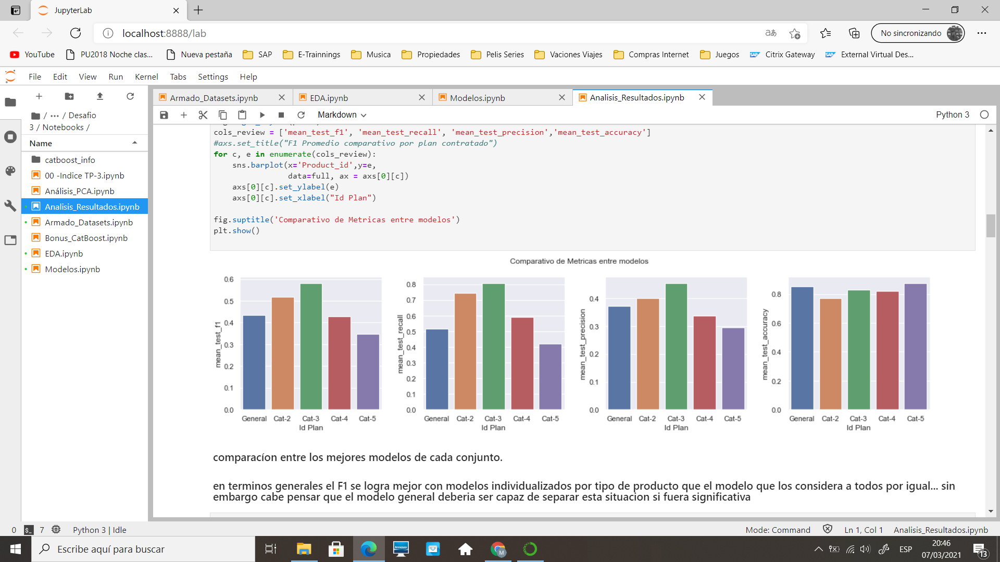 JupyterLab
localhost:8888/lab
No sincronizando
YouTube
PU2018 Noche clas...
Nueva pestaña
SAP
E-Trainnings
Musica
Propiedades
Pelis Series
Vaciones Viajes
Compras Internet
Juegos
Citrix Gateway
External Virtual Des...
File Edit View Run Kernel Tabs Settings Help
/ ··· / Desafio
3 / Notebooks /
Name
catboost_info
00 -Indice TP-3.ipynb
Análisis_PCA.ipynb
Analisis_Resultados.ipynb
Armado_Datasets.ipynb
Bonus_CatBoost.ipynb
EDA.ipynb
Modelos.ipynb
Armado_Datasets.ipynb
EDA.ipynb
Modelos.ipynb
Analisis_Resultados.ipynb
Markdown
Python 3
cols_review = ['mean_test_f1', 'mean_test_recall', 'mean_test_precision','mean_test_accuracy']
#axs.set_title("F1 Promedio comparativo por plan contratado")
for c, e in enumerate(cols_review):
    sns.barplot(x='Product_id',y=e,
                data=full, ax = axs[0][c])
    axs[0][c].set_ylabel(e)
    axs[0][c].set_xlabel("Id Plan")
fig.suptitle('Comparativo de Metricas entre modelos')
plt.show()
Comparativo de Metricas entre modelos
mean_test_f1
0.6
0.5
0.4
0.3
0.2
0.1
0.0
General Cat-2 Cat-3 Cat-4 Cat-5
Id Plan
mean_test_recall
0.8
0.7
0.6
0.5
0.4
0.3
0.2
0.1
0.0
General Cat-2 Cat-3 Cat-4 Cat-5
Id Plan
mean_test_precision
0.4
0.3
0.2
0.1
0.0
General Cat-2 Cat-3 Cat-4 Cat-5
Id Plan
mean_test_accuracy
0.8
0.6
0.4
0.2
0.0
General Cat-2 Cat-3 Cat-4 Cat-5
Id Plan
comparacíon entre los mejores modelos de cada conjunto.
en terminos generales el F1 se logra mejor con modelos individualizados por tipo de producto que el modelo que los considera a todos por igual... sin
embargo cabe pensar que el modelo general deberia ser capaz de separar esta situacion si fuera significativa
0 $_ 7 Python 3 | Idle
Mode: Command
Ln 1, Col 1
Analisis_Resultados.ipynb
Escribe aquí para buscar
M
ESP
20:46
07/03/2021
13